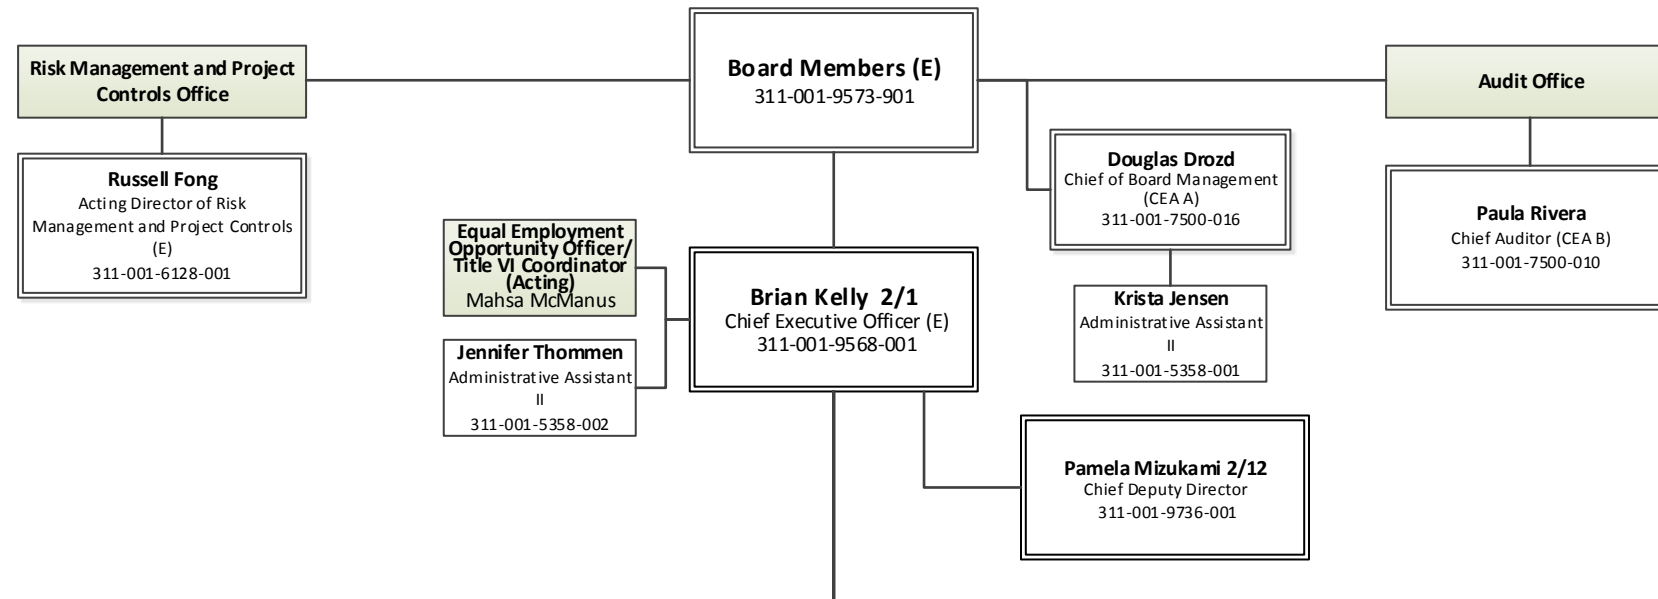 Risk Management and Project
Controls Office
Russell Fong
Acting Director of Risk
Management and Project Controls
(E)
311-001-6128-001
Board Members (E)
311-001-9573-901
Audit Office
Douglas Drozd
Chief of Board Management
(CEA A)
311-001-7500-016
Paula Rivera
Chief Auditor (CEA B)
311-001-7500-010
Equal Employment
Opportunity Officer/
Title VI Coordinator
(Acting)
Mahsa McManus
Brian Kelly 2/1
Chief Executive Officer (E)
311-001-9568-001
Krista Jensen
Administrative Assistant
II
311-001-5358-001
Jennifer Thommen
Administrative Assistant
II
311-001-5358-002
Pamela Mizukami 2/12
Chief Deputy Director
311-001-9736-001